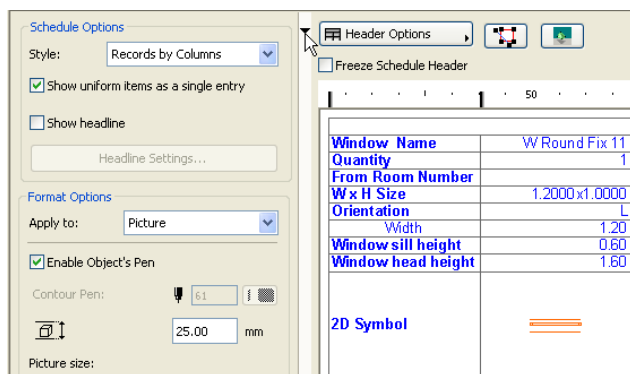 Schedule Options
Style: Records by Columns
Show uniform items as a single entry
Show headline
Headline Settings...
Format Options
Apply to: Picture
Enable Object's Pen
Contour Pen: 61
25.00 mm
Picture size:
Header Options
Freeze Schedule Header
50
Window Name W Round Fix 11
Quantity 1
From Room Number
W x H Size 1.2000x1.0000
Orientation L
Width 1.20
Window sill height 0.60
Window head height 1.60
2D Symbol